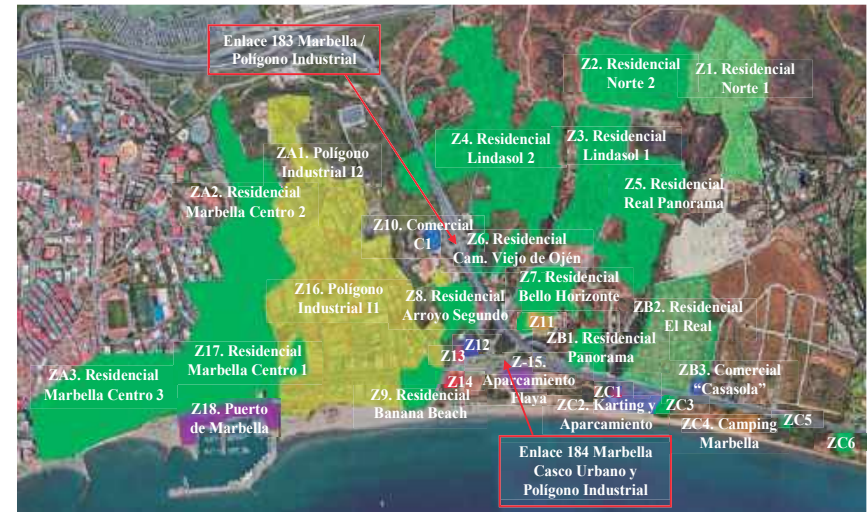 Enlace 183 Marbella /
Polígono Industrial
Z2. Residencial
Norte 2
Z1. Residencial
Norte 1
ZA1. Polígono
Industrial I2
Z4. Residencial
Lindasol 2
Z3. Residencial
Lindasol 1
ZA2. Residencial
Marbella Centro 2
Z5. Residencial
Real Panorama
Z10. Comercial
C1
Z6. Residencial
Cam. Viejo de Ojén
Z16. Polígono
Industrial I1
Z8. Residencial
Arroyo Segundo
Z7. Residencial
Bello Horizonte
ZB2. Residencial
El Real
Z11
Z12
Z13
ZB1. Residencial
Panorama
Z17. Residencial
Marbella Centro 1
ZA3. Residencial
Marbella Centro 3
Z-15.
Aparcamiento
Playa
ZB3. Comercial
“Casasola”
Z14
Z9. Residencial
Banana Beach
ZC1
ZC2. Karting y
Aparcamiento
ZC3
Z18. Puerto
de Marbella
ZC4. Camping
Marbella
ZC5
ZC6
Enlace 184 Marbella
Casco Urbano y
Polígono Industrial